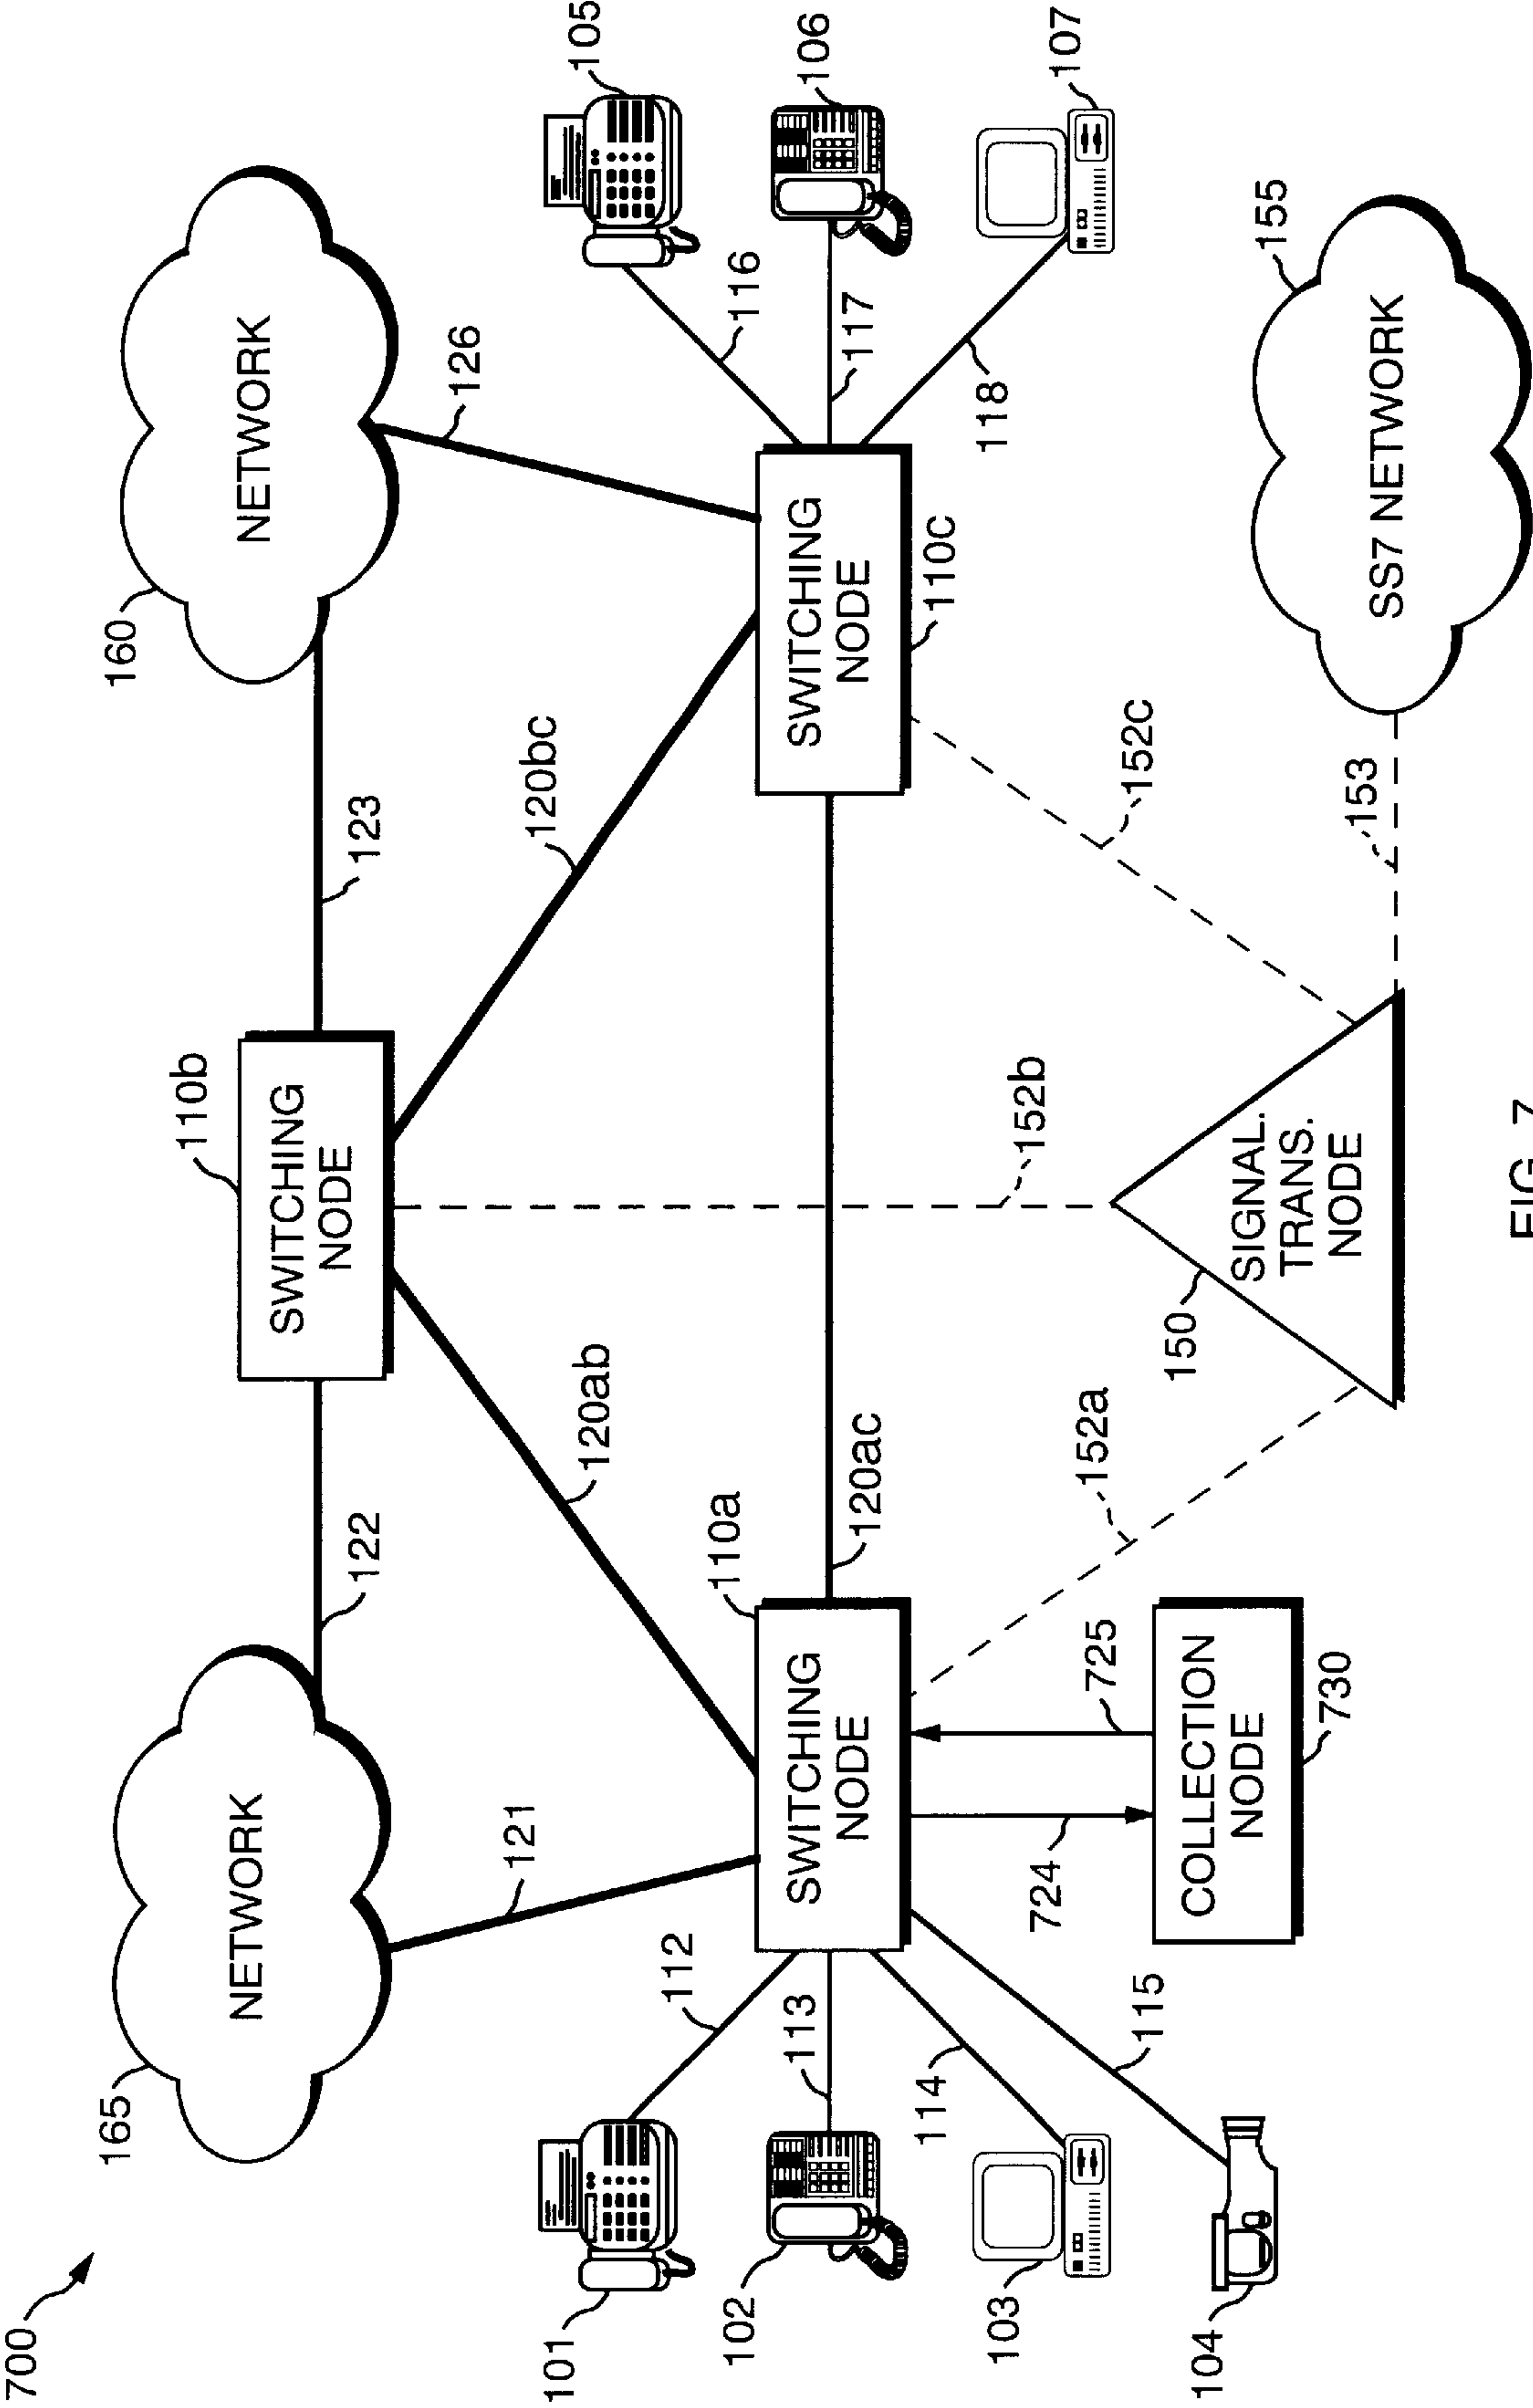 700
165
NETWORK
160
NETWORK
110b
SWITCHING
NODE
122
123
121
126
120ab
120bc
101
112
105
116
110a
SWITCHING
NODE
SWITCHING
NODE
110c
102
113
106
117
120ac
103
114
107
118
104
115
724
725
COLLECTION
NODE
730
152a
152b
152c
150
SIGNAL.
TRANS.
NODE
153
155
SS7 NETWORK
FIG. 7